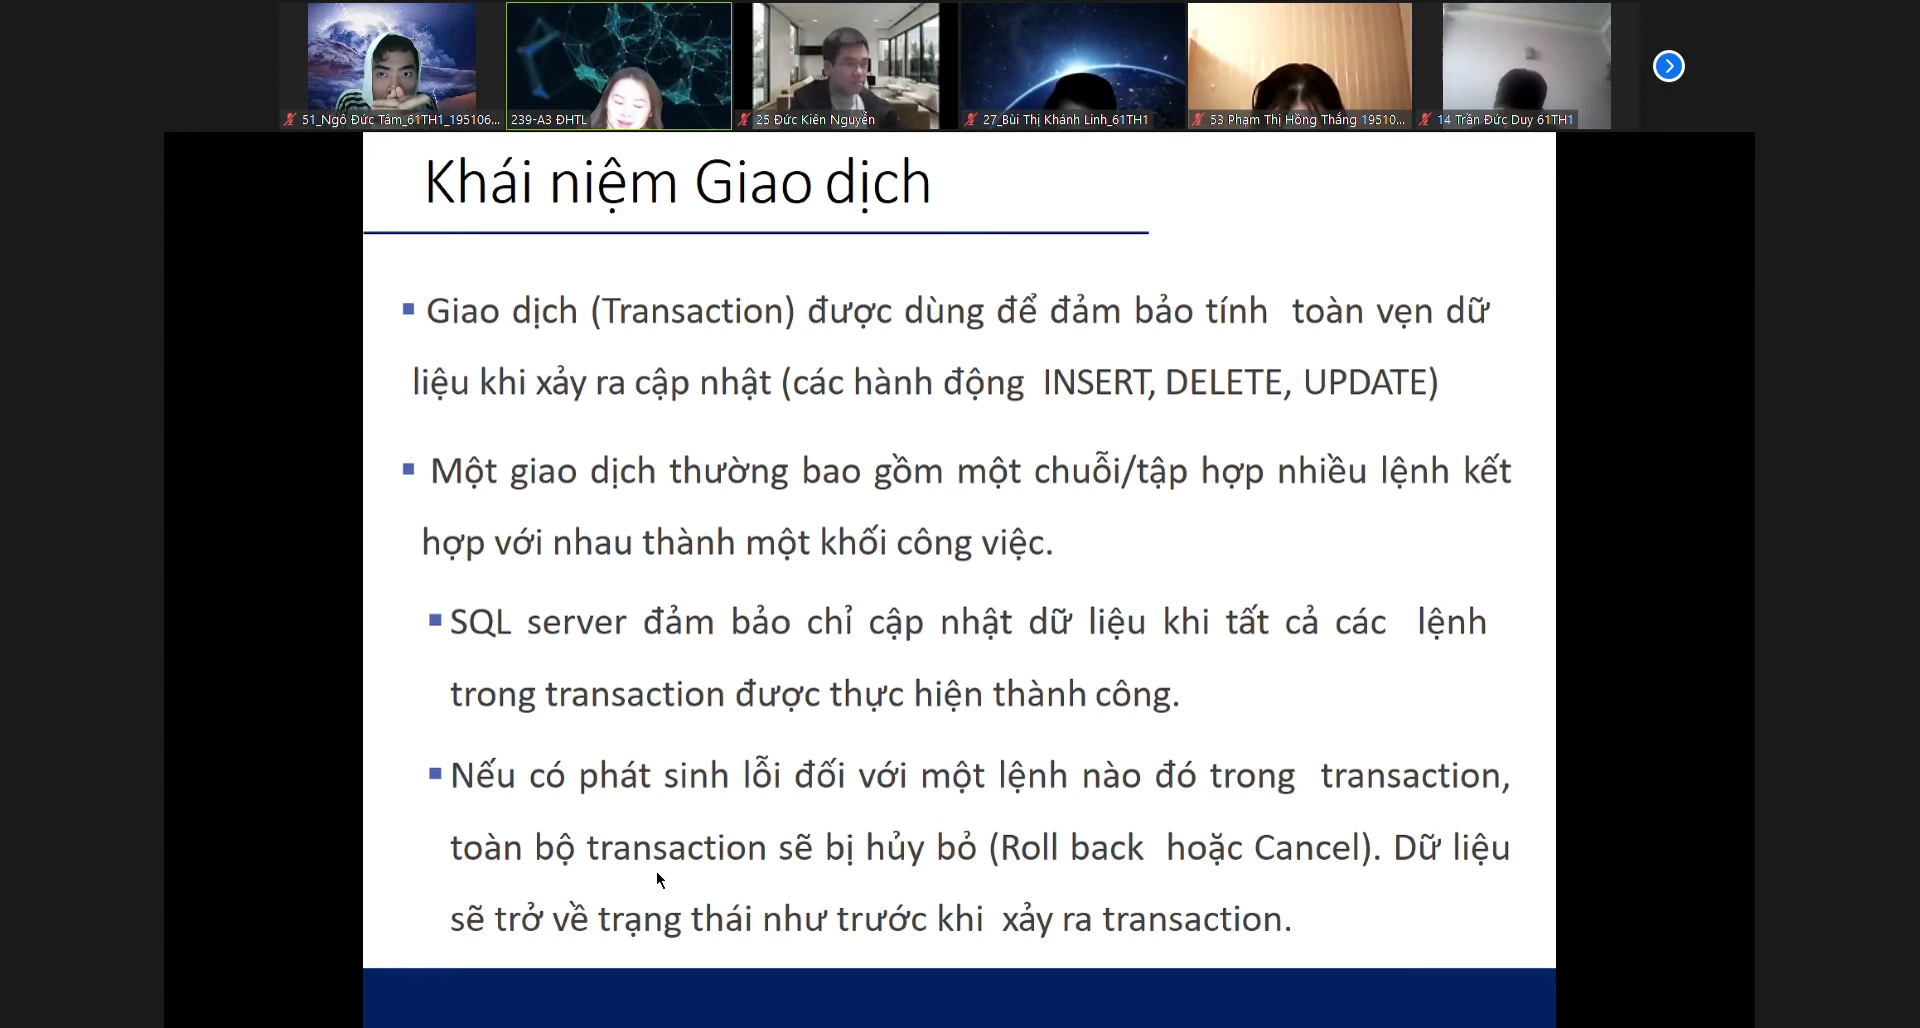 51_Ngô Đức Tâm_61TH1_195106...
239-A3 ĐHTL
25 Đức Kiên Nguyễn
27_Bùi Thị Khánh Linh_61TH1
53 Phạm Thị Hồng Thắng 19510...
14 Trần Đức Duy 61TH1
Khái niệm Giao dịch
▪ Giao dịch (Transaction) được dùng để đảm bảo tính toàn vẹn dữ
liệu khi xảy ra cập nhật (các hành động INSERT, DELETE, UPDATE)
▪ Một giao dịch thường bao gồm một chuỗi/tập hợp nhiều lệnh kết
hợp với nhau thành một khối công việc.
▪ SQL server đảm bảo chỉ cập nhật dữ liệu khi tất cả các lệnh
trong transaction được thực hiện thành công.
▪ Nếu có phát sinh lỗi đối với một lệnh nào đó trong transaction,
toàn bộ transaction sẽ bị hủy bỏ (Roll back hoặc Cancel). Dữ liệu
sẽ trở về trạng thái như trước khi xảy ra transaction.